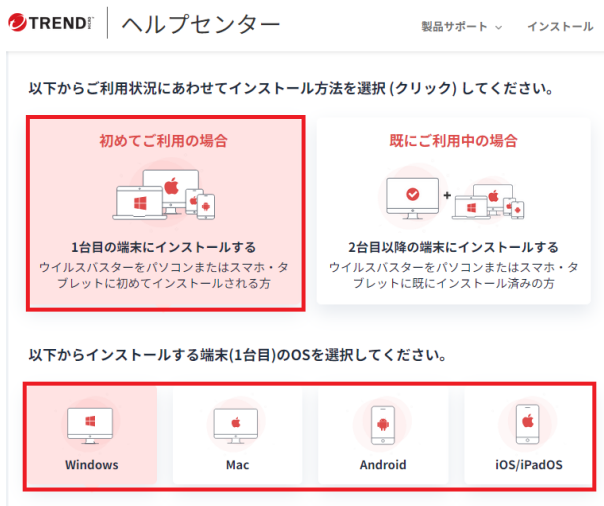 TREND MICRO ヘルプセンター 製品サポート インストール
以下からご利用状況にあわせてインストール方法を選択 (クリック) してください。
初めてご利用の場合
1台目の端末にインストールする
ウイルスバスターをパソコンまたはスマホ・タ
ブレットに初めてインストールされる方
既にご利用中の場合
2台目以降の端末にインストールする
ウイルスバスターをパソコンまたはスマホ・タ
ブレットに既にインストール済みの方
以下からインストールする端末(1台目)のOSを選択してください。
Windows
Mac
Android
iOS/iPadOS